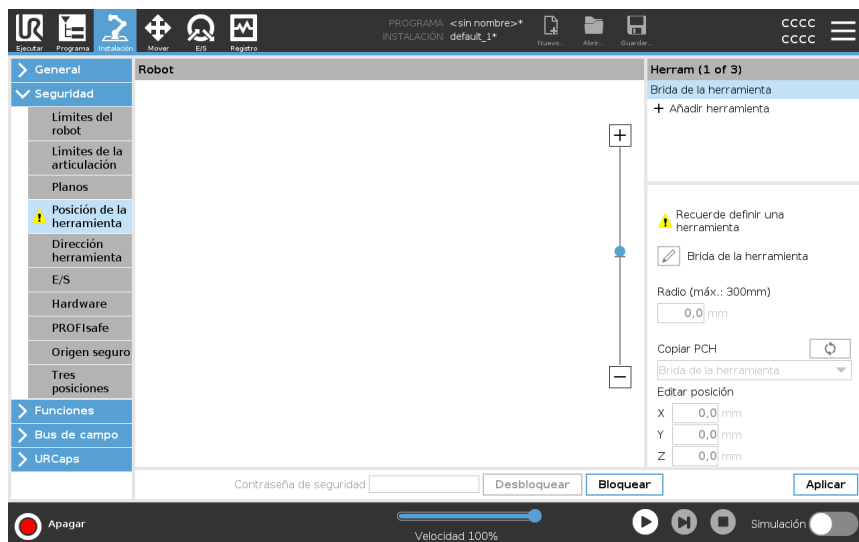 UR
PROGRAMA <sin nombre>*
INSTALACIÓN default_1*
cccc
cccc
Ejecutar Programa Instalación Mover E/S Registro Nuevo... Abrir... Guardar...
General
Seguridad
Límites del
robot
Límites de la
articulación
Planos
Posición de la
herramienta
Dirección
herramienta
E/S
Hardware
PROFIsafe
Origen seguro
Tres
posiciones
Funciones
Bus de campo
URCaps
Robot
Herram (1 of 3)
Brida de la herramienta
Añadir herramienta
Recuerde definir una
herramienta
Brida de la herramienta
Radio (máx.: 300mm)
0,0 mm
Copiar PCH
Brida de la herramienta
Editar posición
X 0,0 mm
Y 0,0 mm
Z 0,0 mm
Contraseña de seguridad Desbloquear Bloquear Aplicar
Apagar
Velocidad 100%
Simulación